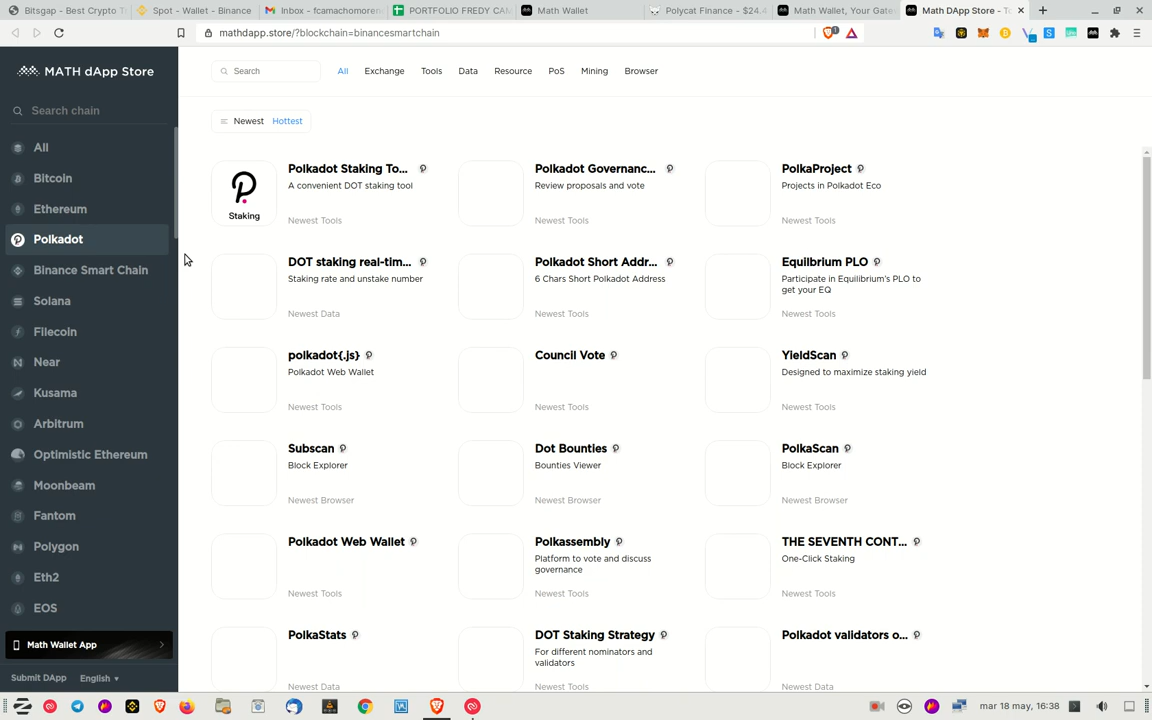 Bitsgap - Best Crypto T
Spot - Wallet - Binance
Inbox - fcamachomoren
PORTFOLIO FREDY CAM
Math Wallet
Polycat Finance - $24.4
Math Wallet, Your Gate
Math DApp Store - To
mathdapp.store/?blockchain=binancesmartchain
1
MATH dApp Store
Search chain
All
Bitcoin
Ethereum
Polkadot
Binance Smart Chain
Solana
Filecoin
Near
Kusama
Arbitrum
Optimistic Ethereum
Moonbeam
Fantom
Polygon
Eth2
EOS
Math Wallet App
Submit DApp
English
Search
All
Exchange
Tools
Data
Resource
PoS
Mining
Browser
Newest
Hottest
Staking
Polkadot Staking To...
A convenient DOT staking tool
Newest Tools
Polkadot Governanc...
Review proposals and vote
Newest Tools
PolkaProject
Projects in Polkadot Eco
Newest Tools
DOT staking real-tim...
Staking rate and unstake number
Newest Data
Polkadot Short Addr...
6 Chars Short Polkadot Address
Newest Tools
Equilbrium PLO
Participate in Equilibrium's PLO to
get your EQ
Newest Tools
polkadot{.js}
Polkadot Web Wallet
Newest Tools
Council Vote
Newest Tools
YieldScan
Designed to maximize staking yield
Newest Tools
Subscan
Block Explorer
Newest Browser
Dot Bounties
Bounties Viewer
Newest Browser
PolkaScan
Block Explorer
Newest Browser
Polkadot Web Wallet
Newest Tools
Polkassembly
Platform to vote and discuss
governance
Newest Tools
THE SEVENTH CONT...
One-Click Staking
Newest Tools
PolkaStats
Newest Data
DOT Staking Strategy
For different nominators and
validators
Newest Tools
Polkadot validators o...
Newest Data
mar 18 may, 16:38